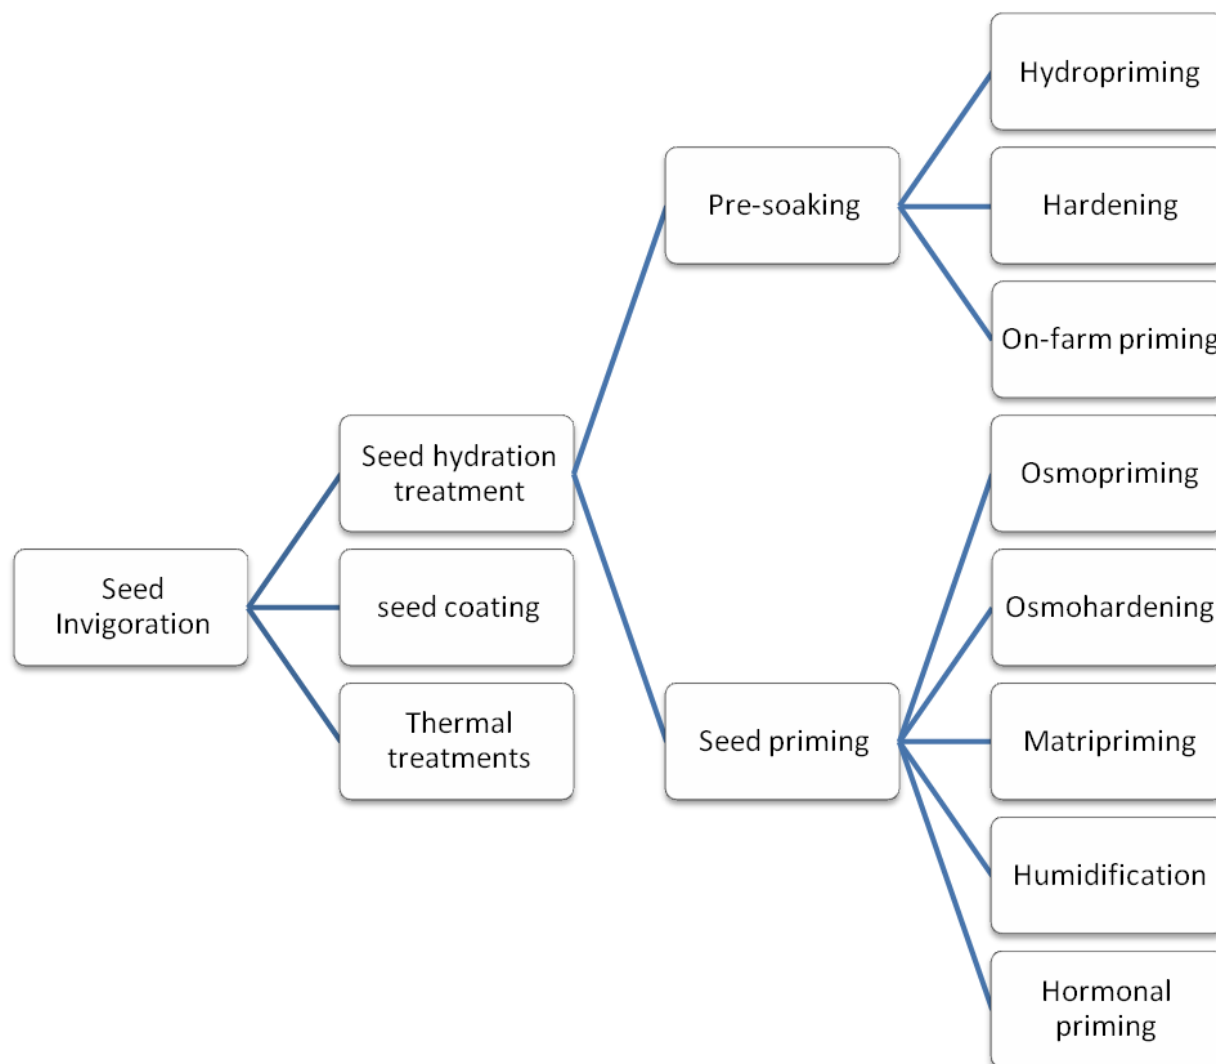 Hydropriming
Pre-soaking
Hardening
On-farm priming
Seed hydration
treatment
Osmopriming
Seed
Invigoration
seed coating
Osmohardening
Thermal
treatments
Seed priming
Matripriming
Humidification
Hormonal
priming